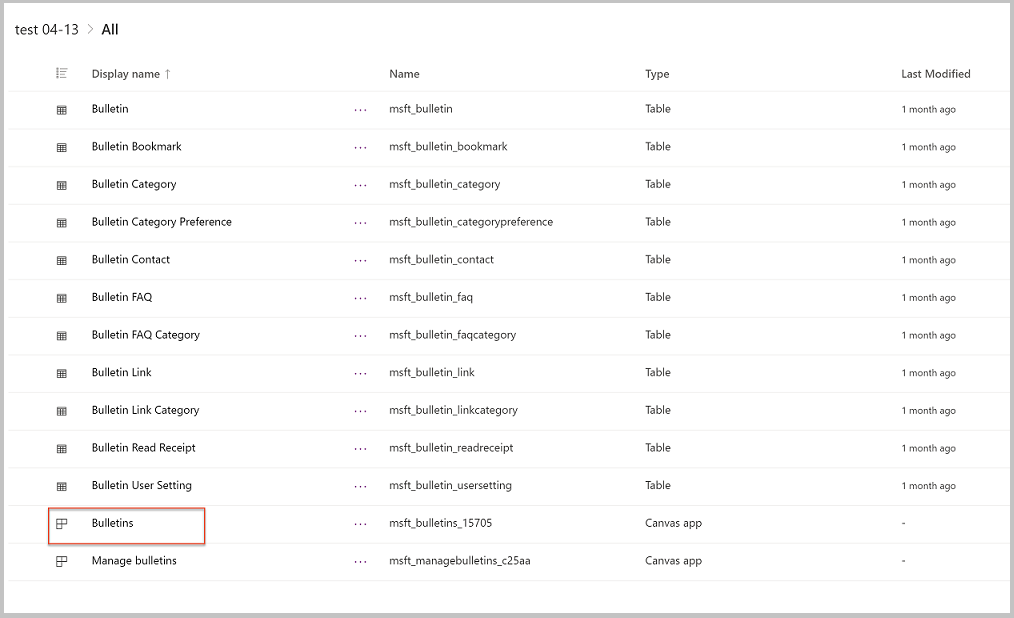 test 04-13 > All
Display name ↑ Name Type Last Modified
Bulletin ... msft_bulletin Table 1 month ago
Bulletin Bookmark ... msft_bulletin_bookmark Table 1 month ago
Bulletin Category ... msft_bulletin_category Table 1 month ago
Bulletin Category Preference ... msft_bulletin_categorypreference Table 1 month ago
Bulletin Contact ... msft_bulletin_contact Table 1 month ago
Bulletin FAQ ... msft_bulletin_faq Table 1 month ago
Bulletin FAQ Category ... msft_bulletin_faqcategory Table 1 month ago
Bulletin Link ... msft_bulletin_link Table 1 month ago
Bulletin Link Category ... msft_bulletin_linkcategory Table 1 month ago
Bulletin Read Receipt ... msft_bulletin_readreceipt Table 1 month ago
Bulletin User Setting ... msft_bulletin_usersetting Table 1 month ago
Bulletins ... msft_bulletins_15705 Canvas app -
Manage bulletins ... msft_managebulletins_c25aa Canvas app -